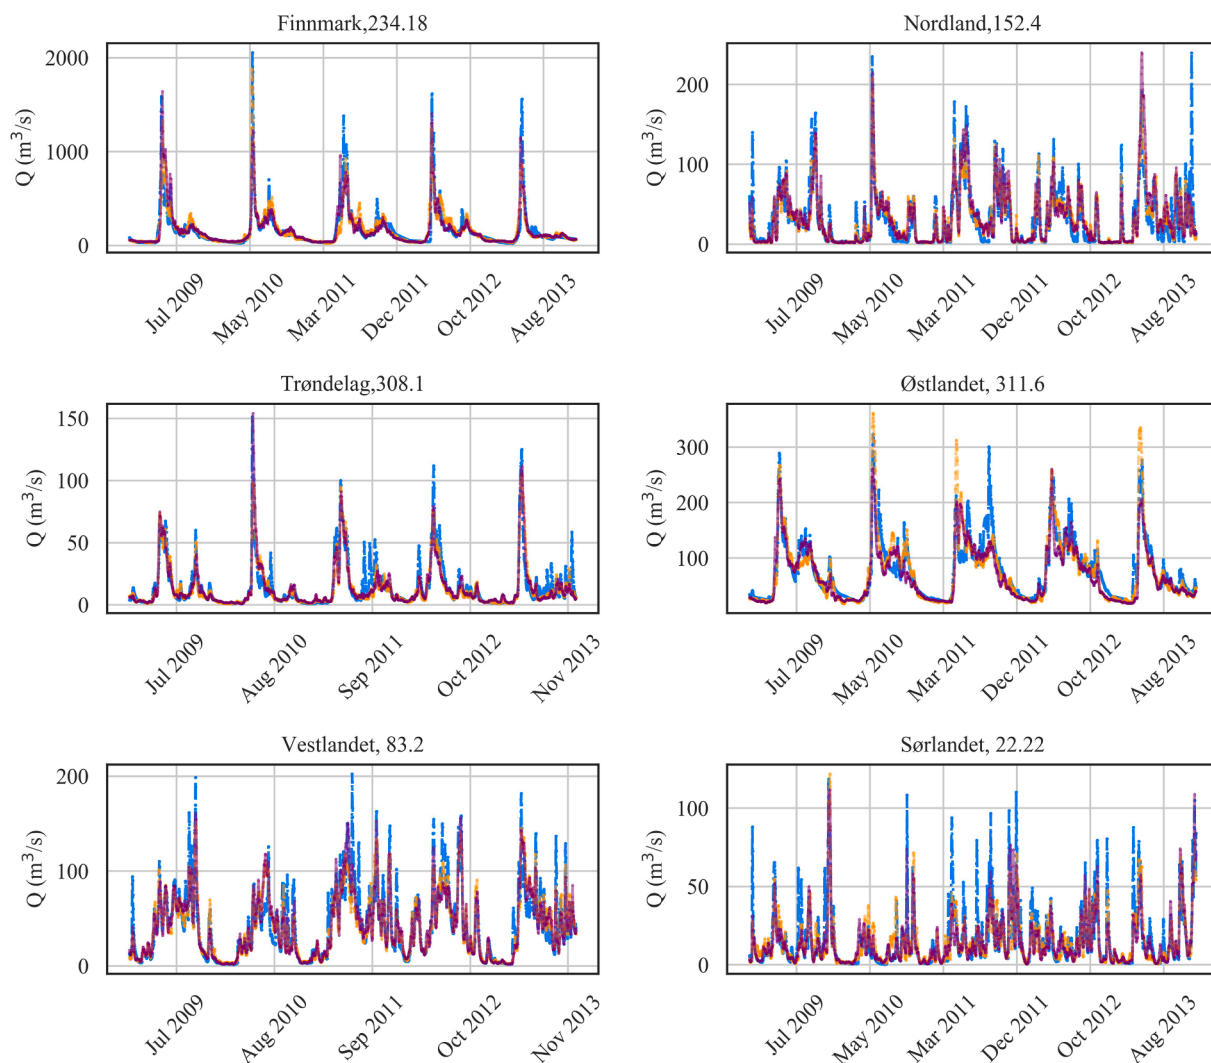 Finnmark,234.18
Nordland,152.4
Q (m³/s)
2000
1000
0
Jul 2009
May 2010
Mar 2011
Dec 2011
Oct 2012
Aug 2013
Q (m³/s)
200
100
0
Jul 2009
May 2010
Mar 2011
Dec 2011
Oct 2012
Aug 2013
Trøndelag,308.1
Østlandet, 311.6
Q (m³/s)
150
100
50
0
Jul 2009
Aug 2010
Sep 2011
Oct 2012
Nov 2013
Q (m³/s)
300
200
100
Jul 2009
May 2010
Mar 2011
Dec 2011
Oct 2012
Aug 2013
Vestlandet, 83.2
Sørlandet, 22.22
Q (m³/s)
200
100
0
Jul 2009
Aug 2010
Sep 2011
Oct 2012
Nov 2013
Q (m³/s)
100
50
0
Jul 2009
May 2010
Mar 2011
Dec 2011
Oct 2012
Aug 2013